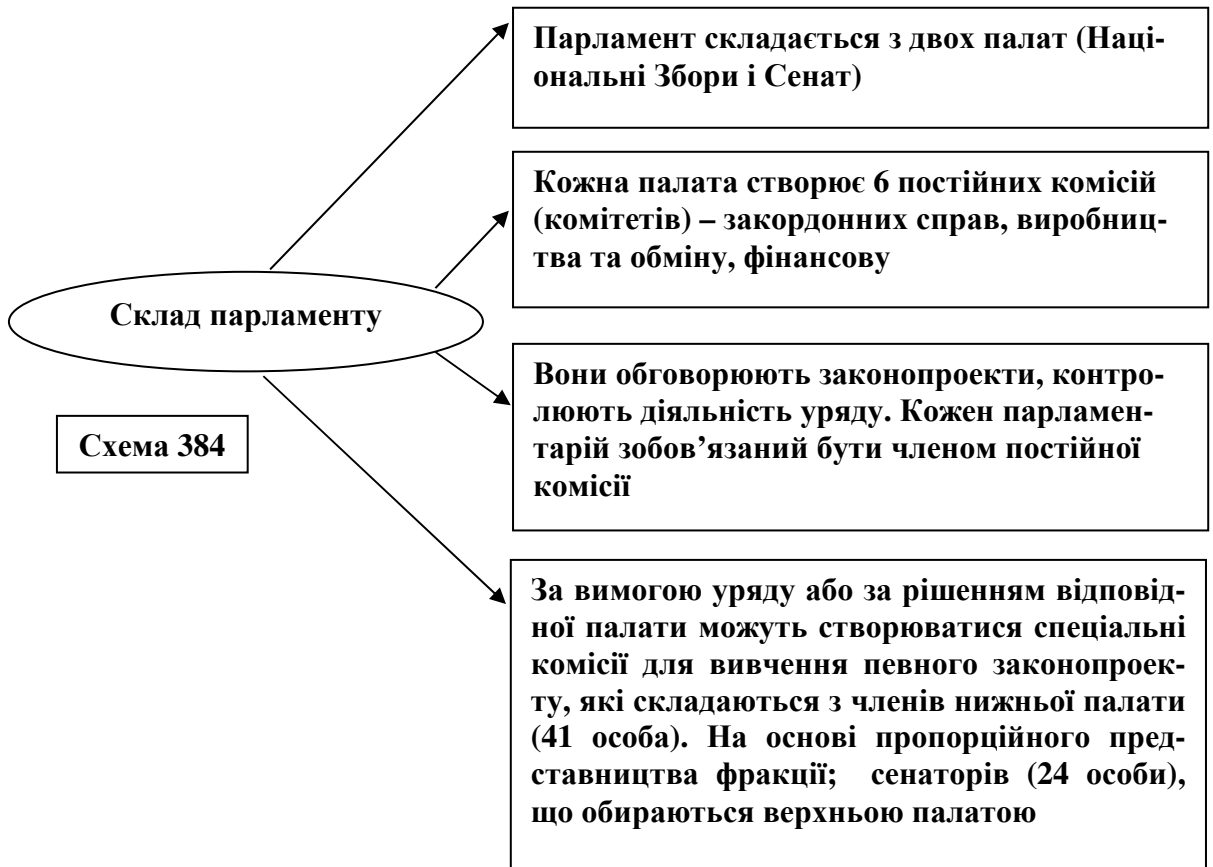 Парламент складається з двох палат (Наці-
ональні Збори і Сенат)
Кожна палата створює 6 постійних комісій
(комітетів) – закордонних справ, виробниц-
тва та обміну, фінансову
Склад парламенту
Вони обговорюють законопроекти, контро-
люють діяльність уряду. Кожен парламен-
тарій зобов’язаний бути членом постійної
комісії
Схема 384
За вимогою уряду або за рішенням відповід-
ної палати можуть створюватися спеціальні
комісії для вивчення певного законопроек-
ту, які складаються з членів нижньої палати
(41 особа). На основі пропорційного пред-
ставництва фракції; сенаторів (24 особи),
що обираються верхньою палатою